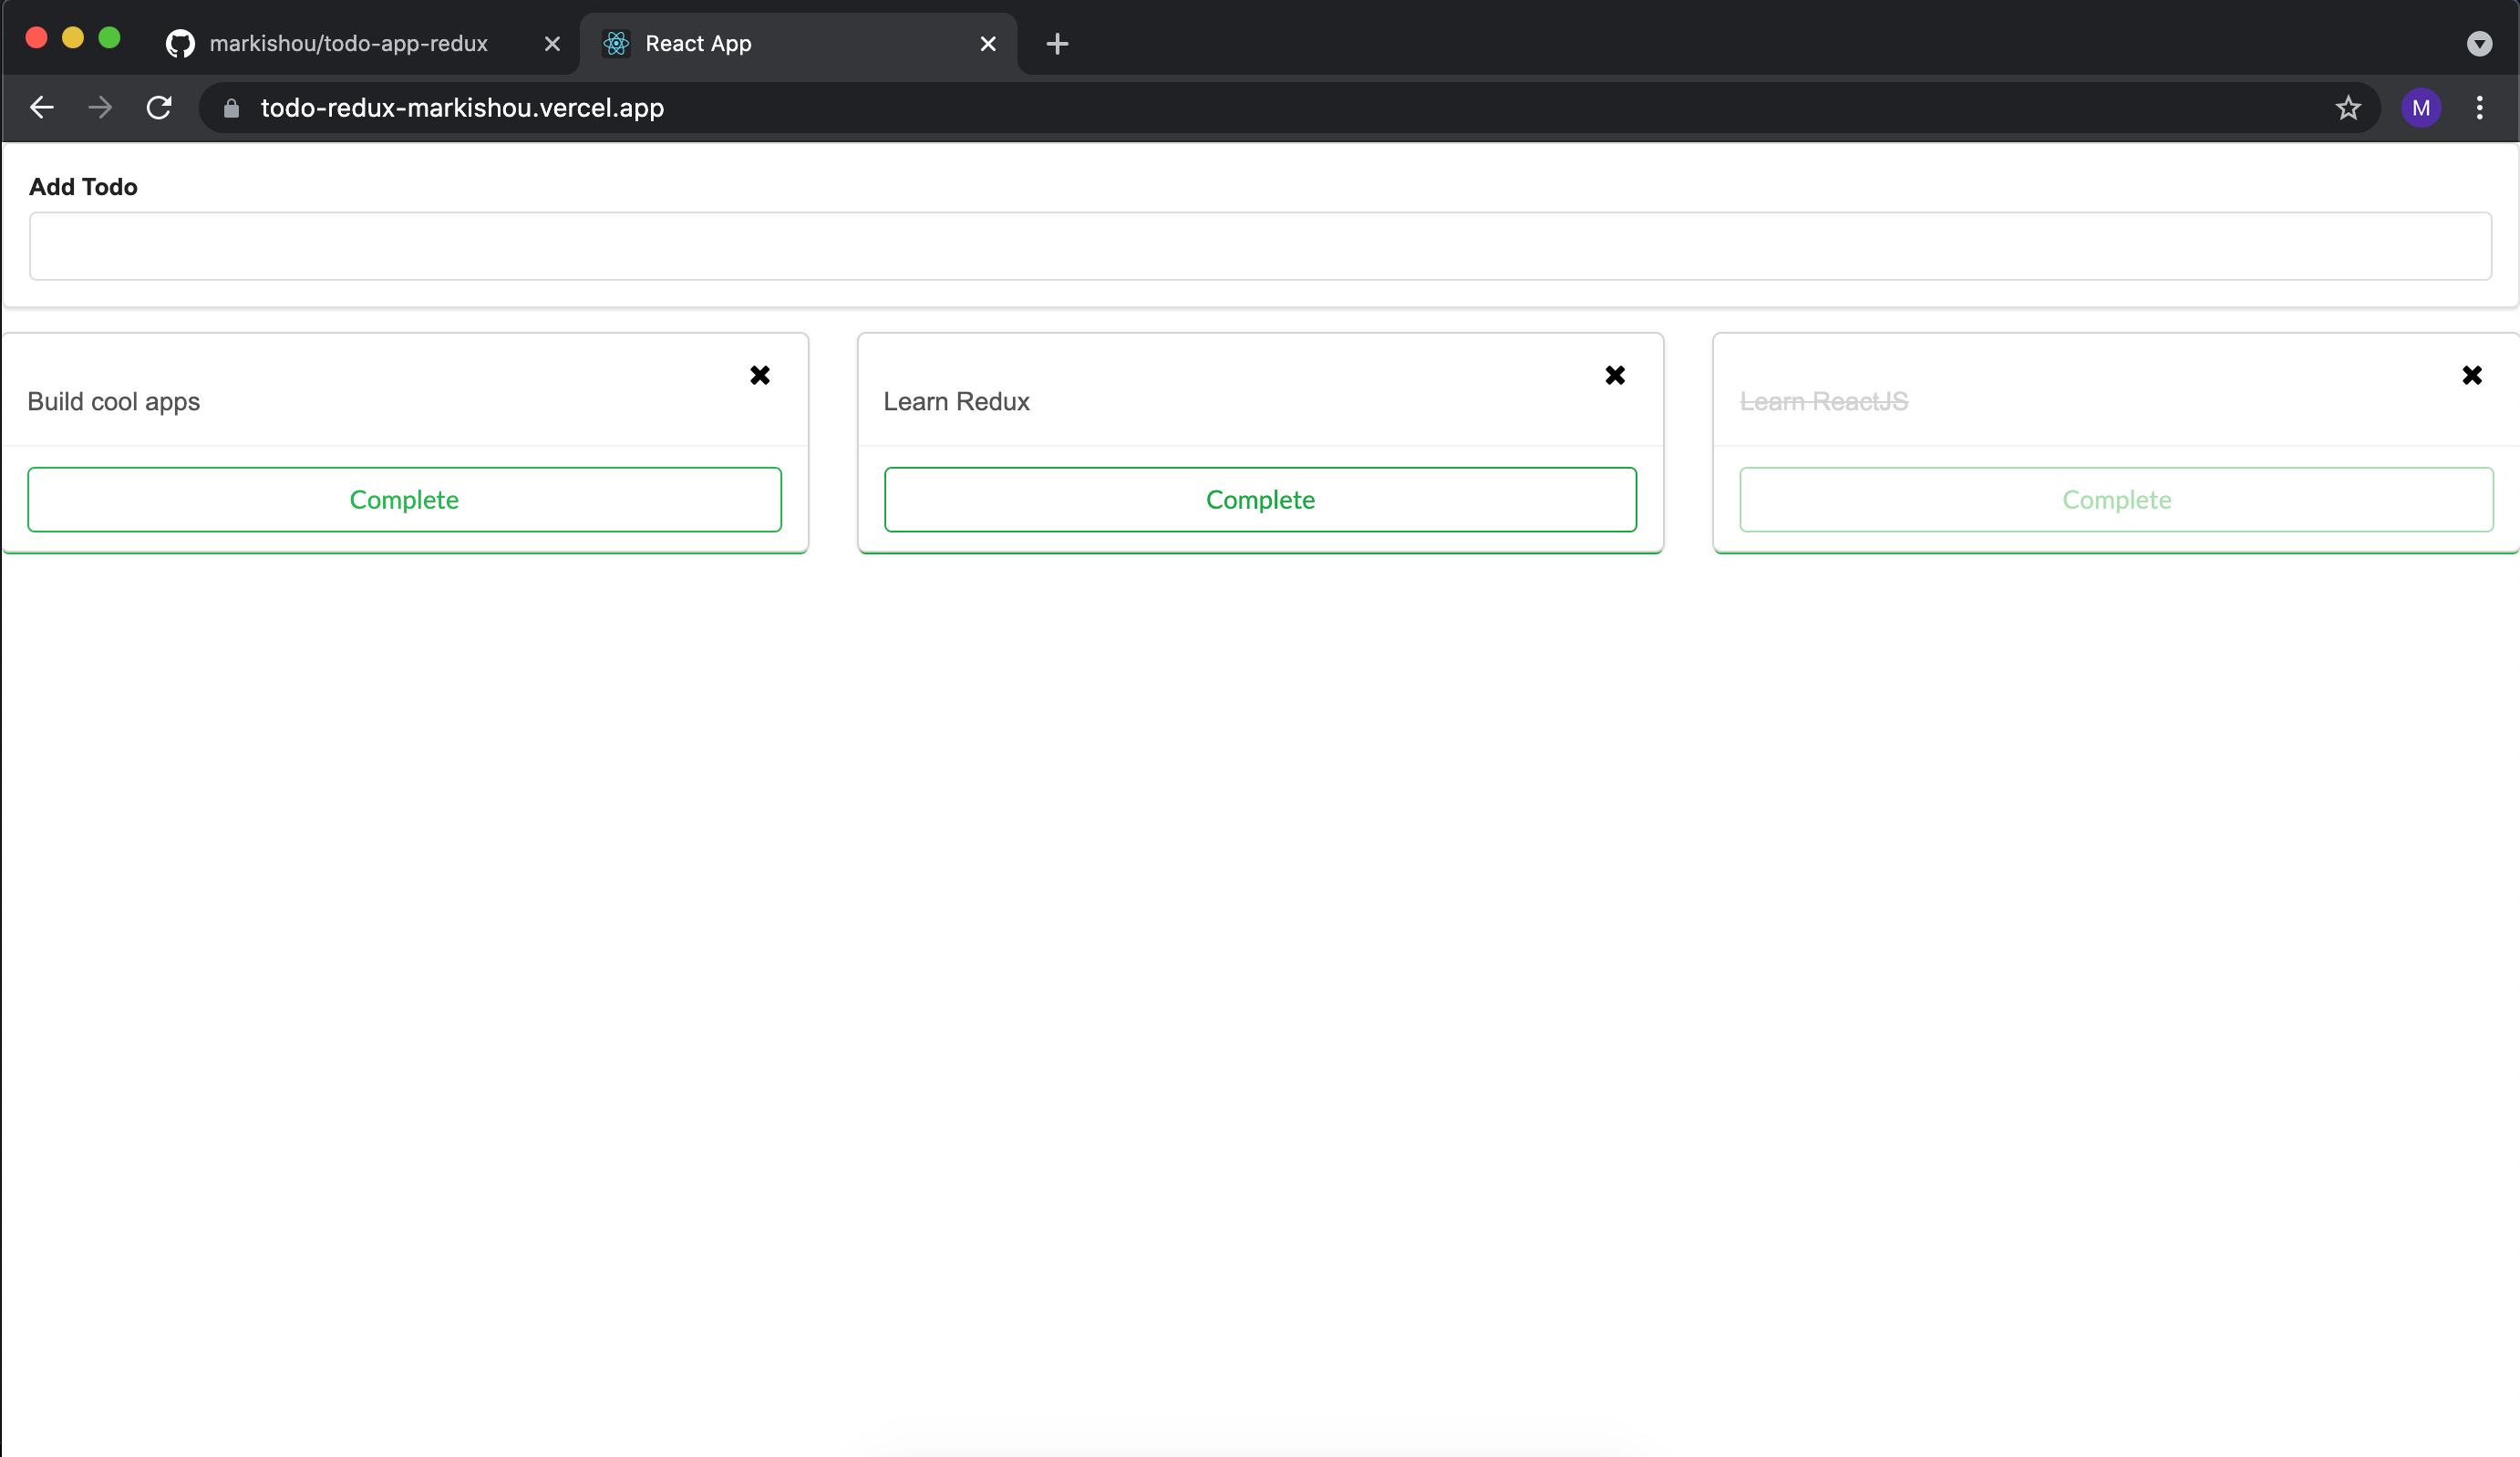 markishou/todo-app-redux
React App
todo-redux-markishou.vercel.app
M
Add Todo
Build cool apps
Learn Redux
Learn ReactJS
Complete
Complete
Complete